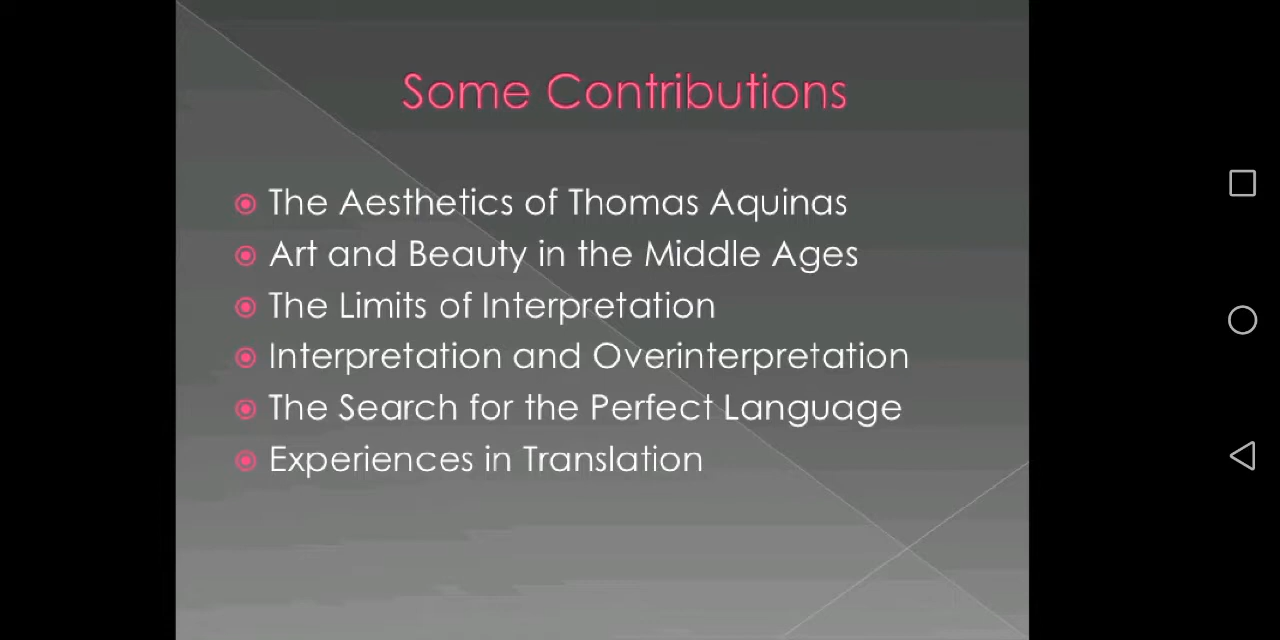 Some Contributions
The Aesthetics of Thomas Aquinas
Art and Beauty in the Middle Ages
The Limits of Interpretation
Interpretation and Overinterpretation
The Search for the Perfect Language
Experiences in Translation